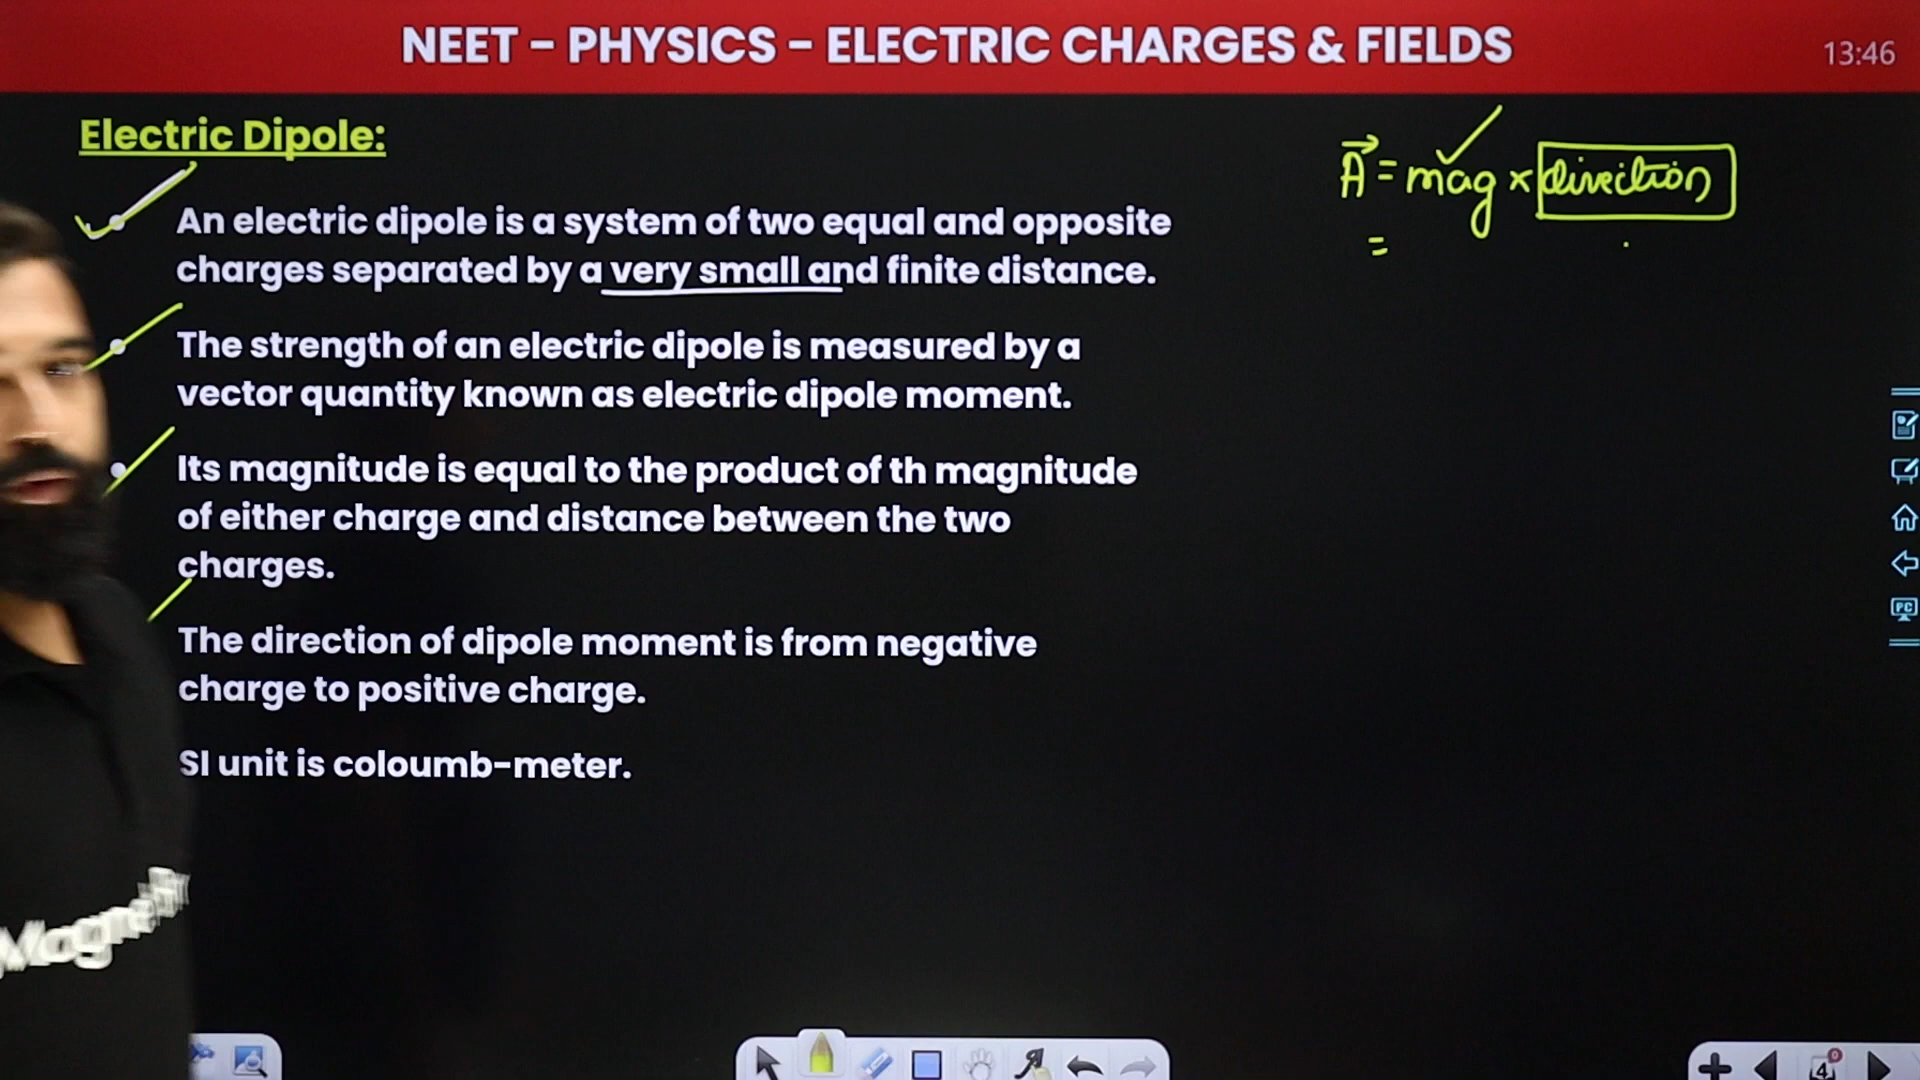 NEET - PHYSICS - ELECTRIC CHARGES & FIELDS
13:46
Electric Dipole:
An electric dipole is a system of two equal and opposite
charges separated by a very small and finite distance.
The strength of an electric dipole is measured by a
vector quantity known as electric dipole moment.
Its magnitude is equal to the product of th magnitude
of either charge and distance between the two
charges.
The direction of dipole moment is from negative
charge to positive charge.
SI unit is coloumb-meter.
A⃗ = mag × direction
=
PC
4
0